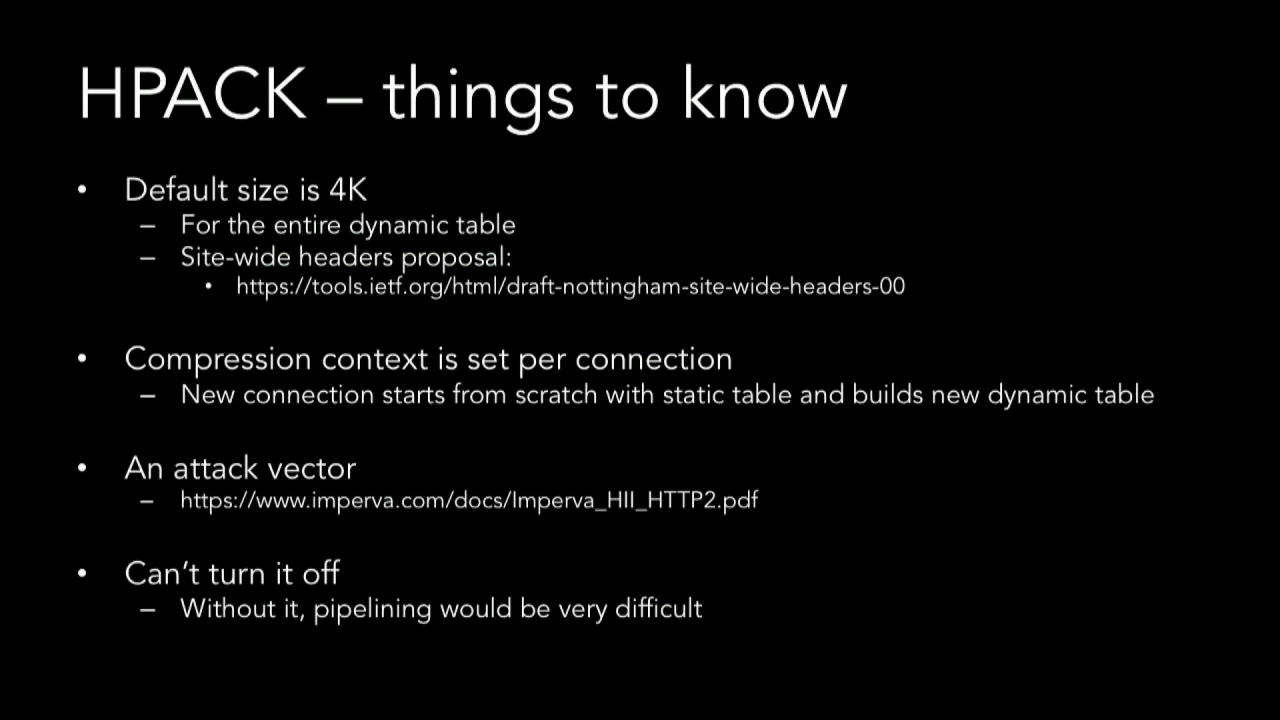 HPACK – things to know
• Default size is 4K
– For the entire dynamic table
– Site-wide headers proposal:
• https://tools.ietf.org/html/draft-nottingham-site-wide-headers-00
• Compression context is set per connection
– New connection starts from scratch with static table and builds new dynamic table
• An attack vector
– https://www.imperva.com/docs/Imperva_HII_HTTP2.pdf
• Can’t turn it off
– Without it, pipelining would be very difficult